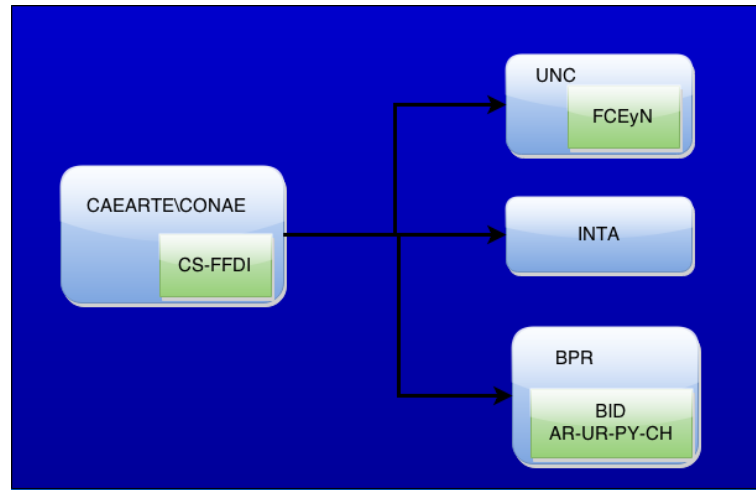 CAEARTE\CONAE
CS-FFDI
UNC
FCEyN
INTA
BPR
BID
AR-UR-PY-CH